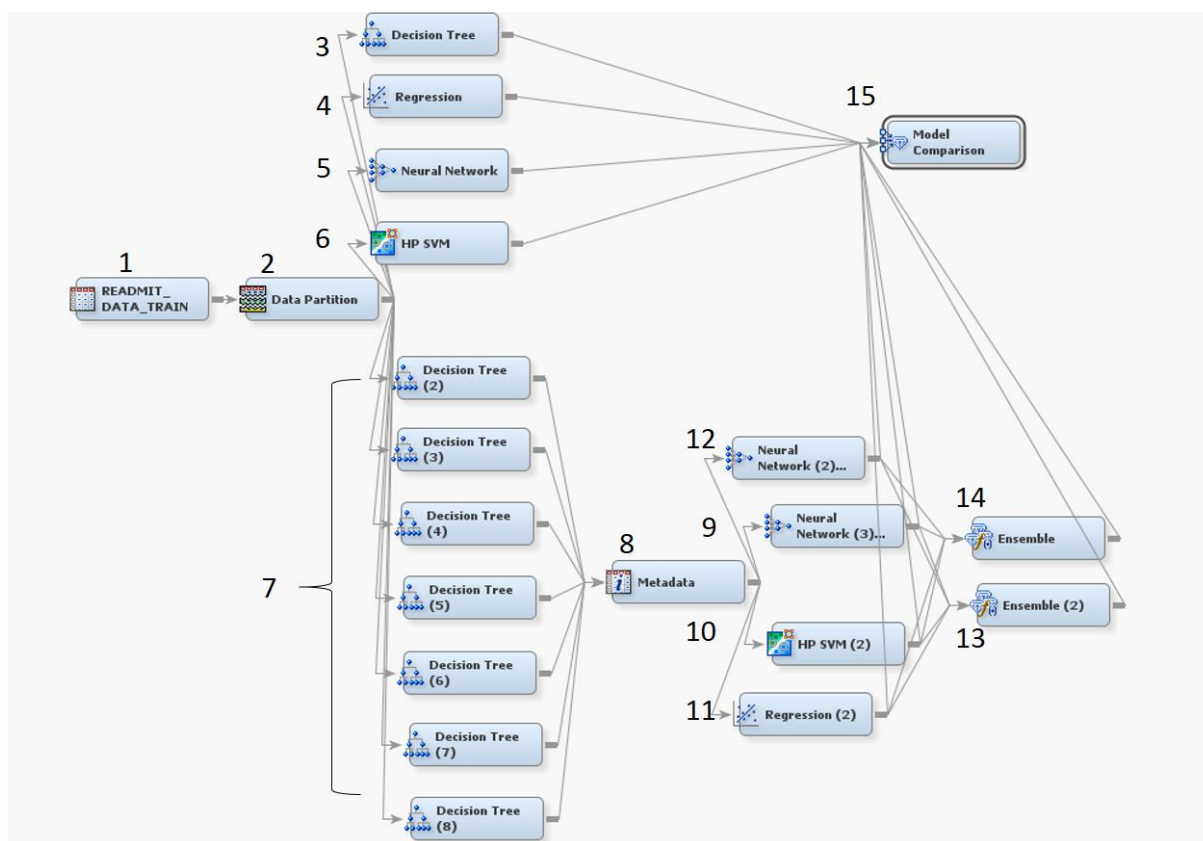 3
Decision Tree
4
Regression
15
Model
Comparison
5
Neural Network
6
HP SVM
1
READMIT_
DATA_TRAIN
2
Data Partition
7
Decision Tree
(2)
Decision Tree
(3)
Decision Tree
(4)
Decision Tree
(5)
Decision Tree
(6)
Decision Tree
(7)
Decision Tree
(8)
8
Metadata
12
Neural
Network (2)...
9
Neural
Network (3)...
10
HP SVM (2)
11
Regression (2)
14
Ensemble
Ensemble (2)
13